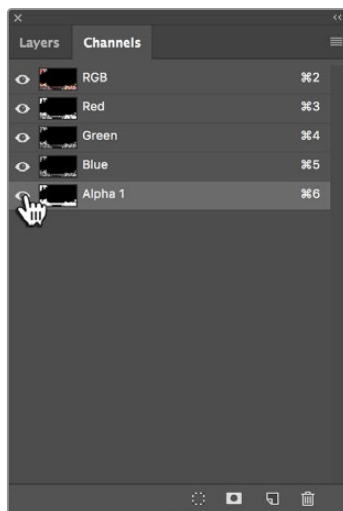 Layers Channels
RGB ⌘2
Red ⌘3
Green ⌘4
Blue ⌘5
Alpha 1 ⌘6